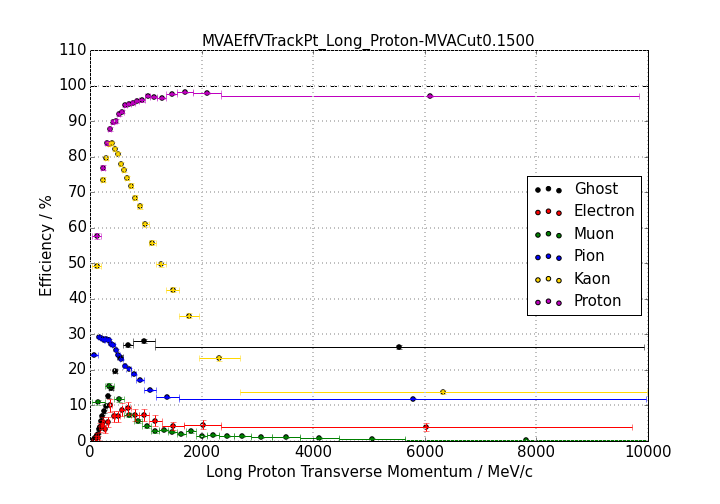 MVAEffVTrackPt_Long_Proton-MVACut0.1500
110
100
90
80
70
60
50
40
30
20
10
0
Efficiency / %
Ghost
Electron
Muon
Pion
Kaon
Proton
0 2000 4000 6000 8000 10000
Long Proton Transverse Momentum / MeV/c